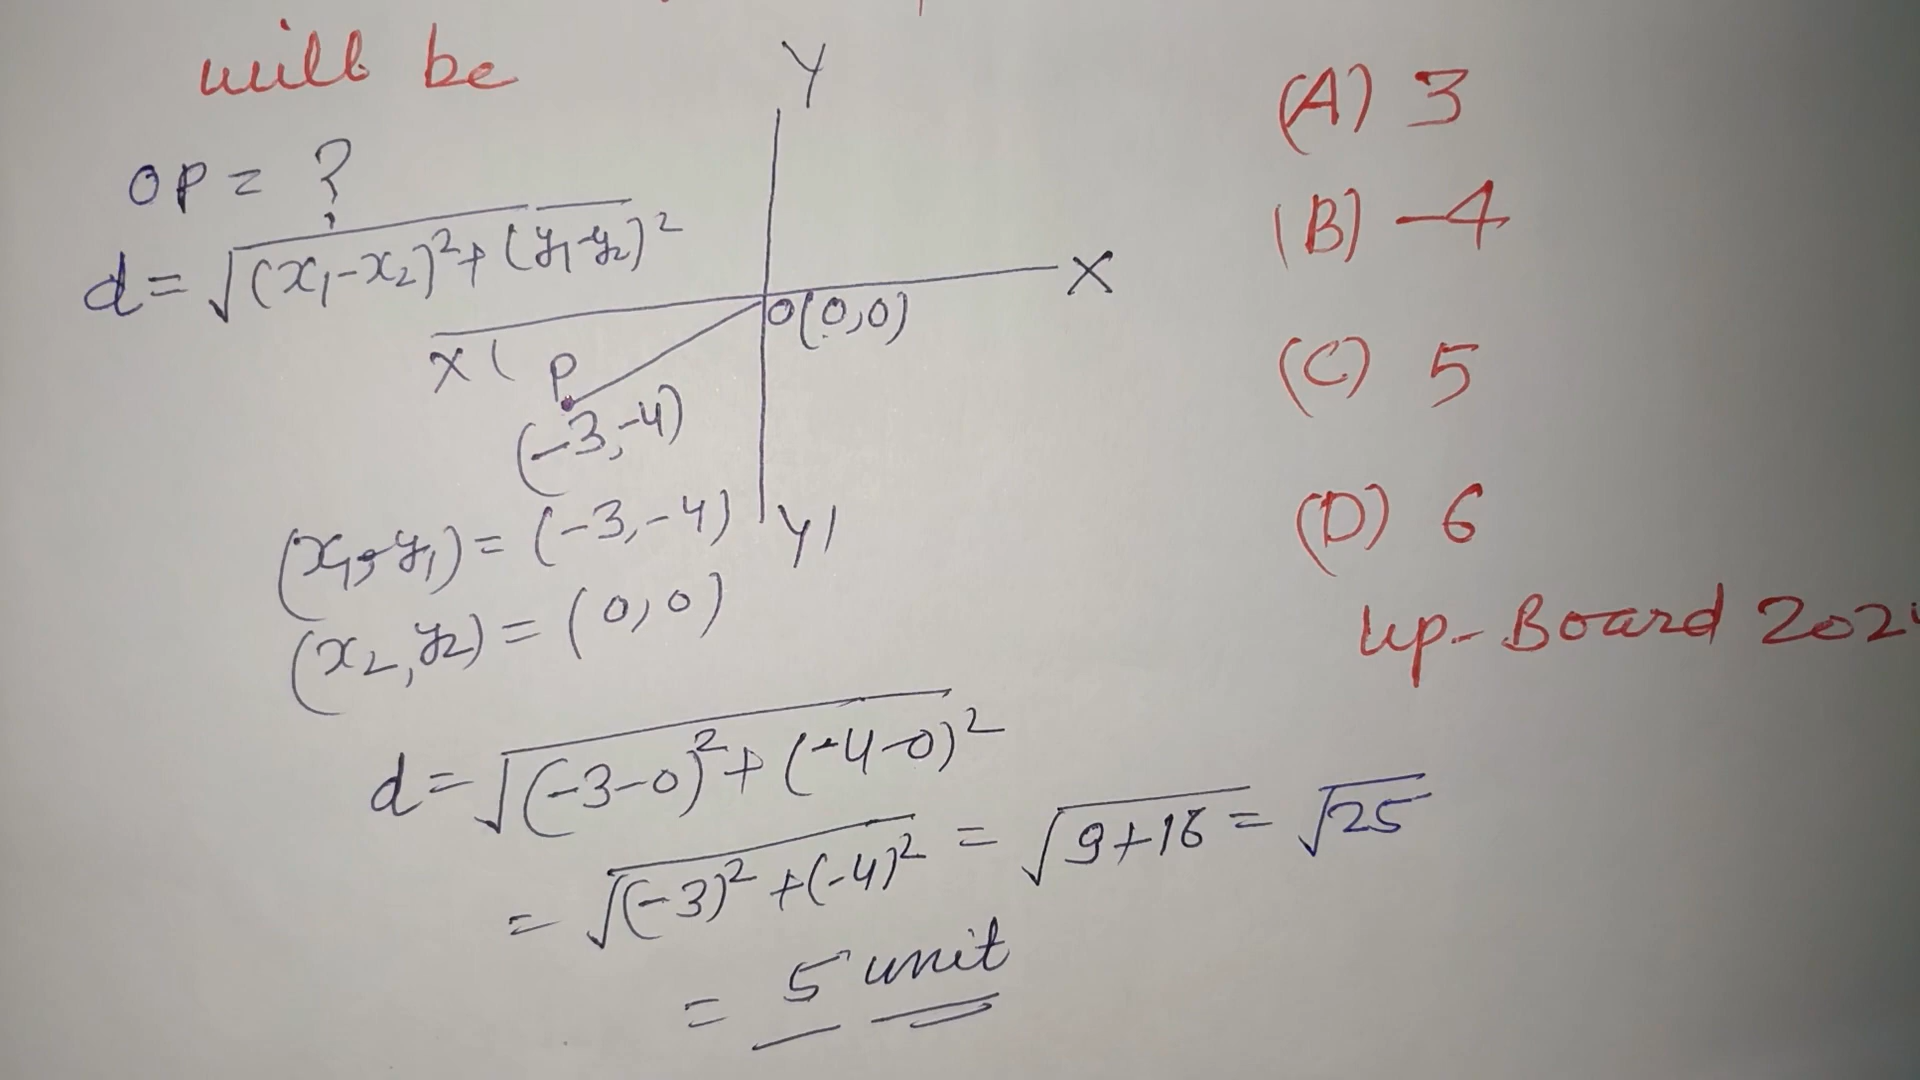 will be
OP = ?
d = √(x₁-x₂)² + (y₁-y₂)²
Y
X
O(0,0)
X'
P
(-3,-4)
Y'
(x₁, y₁) = (-3,-4)
(x₂, y₂) = (0,0)
d = √(-3-0)² + (-4-0)²
= √(-3)² + (-4)² = √9+16 = √25
= 5 unit
(A) 3
(B) -4
(C) 5
(D) 6
Up-Board